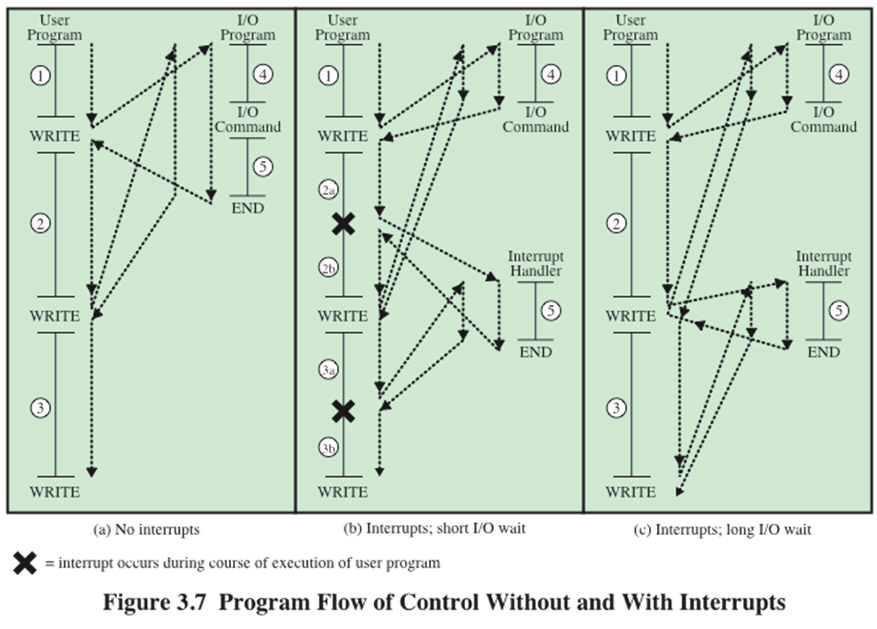 User
Program
I/O
Program
1
4
WRITE
I/O
Command
5
2
END
WRITE
3
WRITE
User
Program
I/O
Program
1
4
WRITE
I/O
Command
2a
2b
Interrupt
Handler
5
WRITE
END
3a
3b
WRITE
User
Program
I/O
Program
1
4
WRITE
I/O
Command
2
Interrupt
Handler
5
WRITE
END
3
WRITE
(a) No interrupts
(b) Interrupts; short I/O wait
(c) Interrupts; long I/O wait
= interrupt occurs during course of execution of user program
Figure 3.7 Program Flow of Control Without and With Interrupts